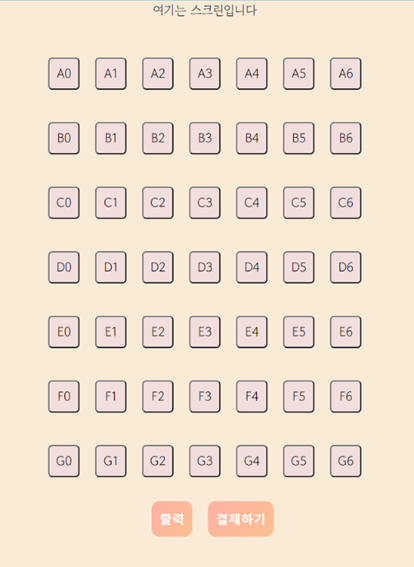 여기는 스크린입니다
A0 A1 A2 A3 A4 A5 A6
B0 B1 B2 B3 B4 B5 B6
C0 C1 C2 C3 C4 C5 C6
D0 D1 D2 D3 D4 D5 D6
E0 E1 E2 E3 E4 E5 E6
F0 F1 F2 F3 F4 F5 F6
G0 G1 G2 G3 G4 G5 G6
출력 결제하기